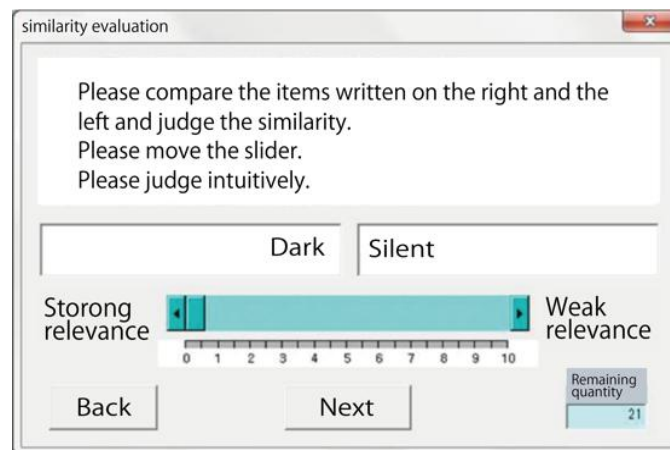 similarity evaluation
x
Please compare the items written on the right and the
left and judge the similarity.
Please move the slider.
Please judge intuitively.
Dark
Silent
Storong
relevance
Weak
relevance
0 1 2 3 4 5 6 7 8 9 10
Back
Next
Remaining
quantity
21